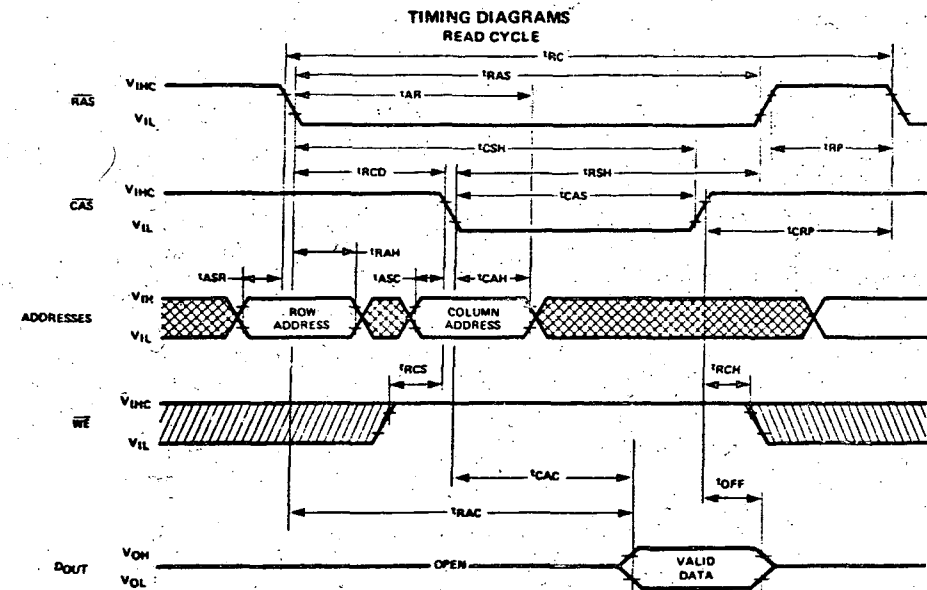 TIMING DIAGRAMS
READ CYCLE
tRC
tRAS
tAR
RAS
VIHC
VIL
tCSH
tRP
tRCD
tRSH
CAS
VIHC
VIL
tCAS
tCRP
tRAH
tASR
tASC
tCAH
ADDRESSES
VIH
VIL
ROW
ADDRESS
COLUMN
ADDRESS
tRCS
tRCH
WE
VIHC
VIL
tCAC
tOFF
tRAC
DOUT
VOH
VOL
OPEN
VALID
DATA